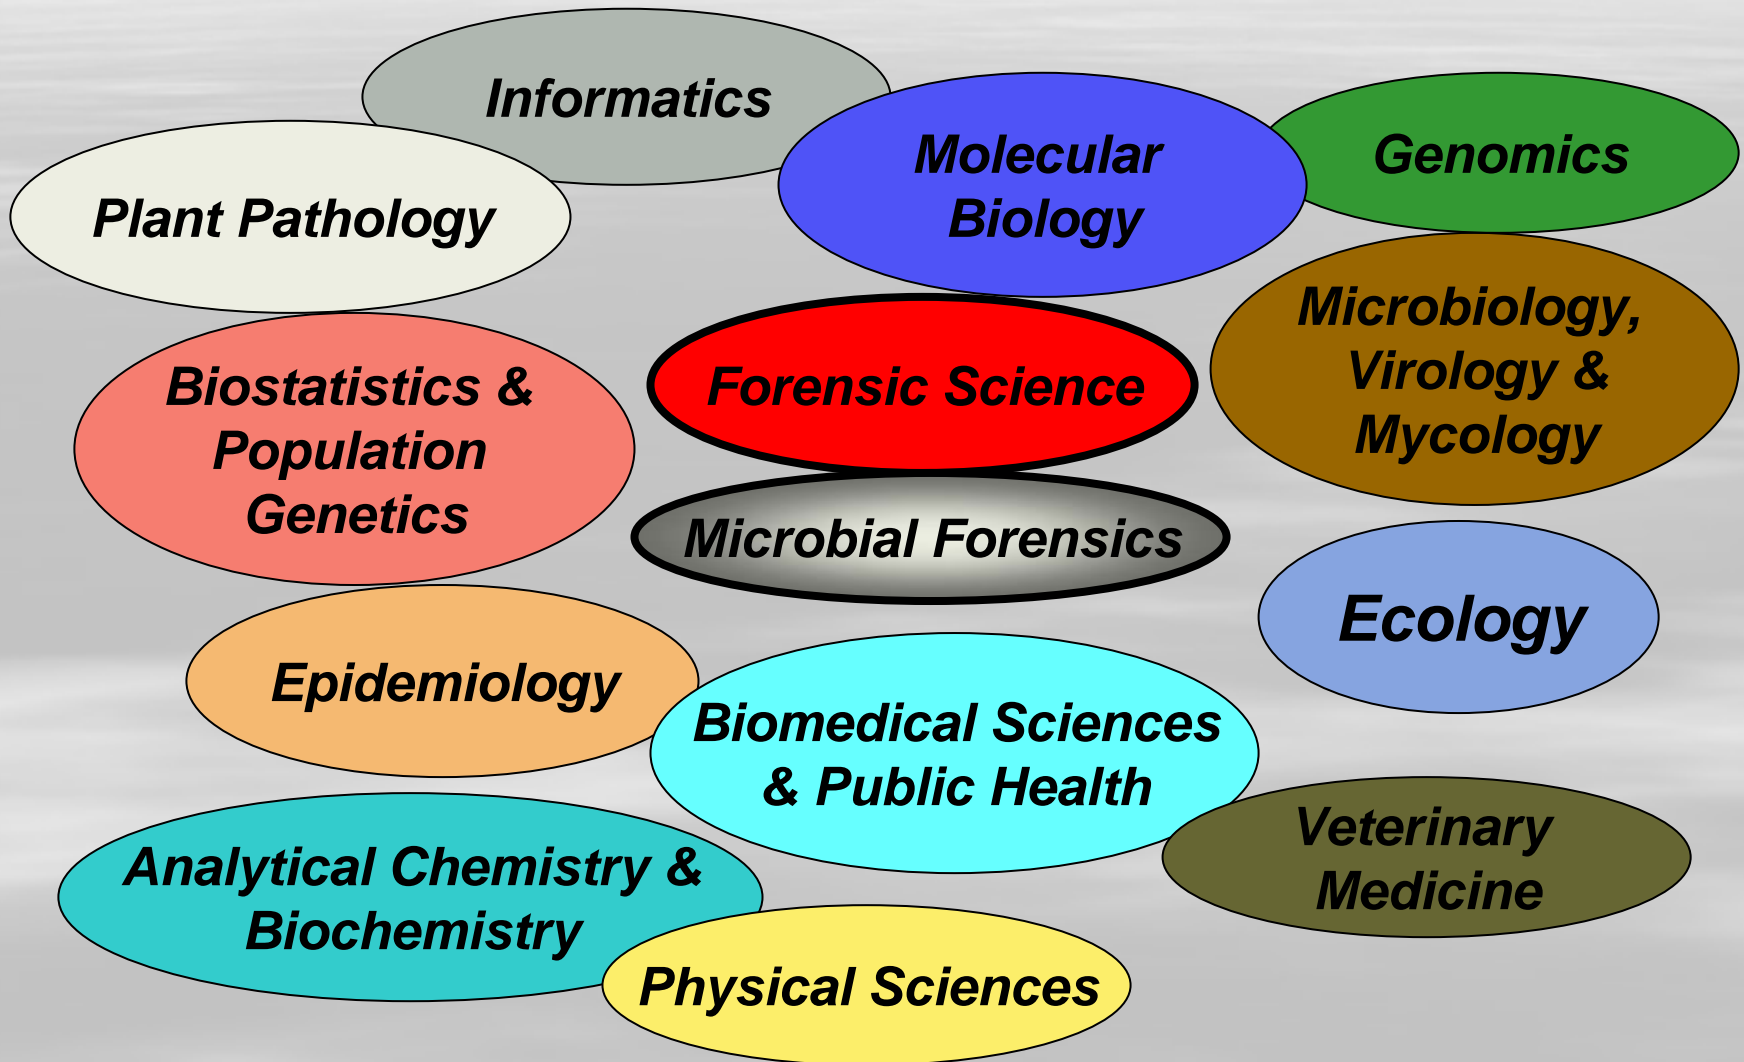 Informatics
Molecular
Biology
Genomics
Plant Pathology
Microbiology,
Virology &
Mycology
Biostatistics &
Population
Genetics
Forensic Science
Microbial Forensics
Ecology
Epidemiology
Biomedical Sciences
& Public Health
Veterinary
Medicine
Analytical Chemistry &
Biochemistry
Physical Sciences